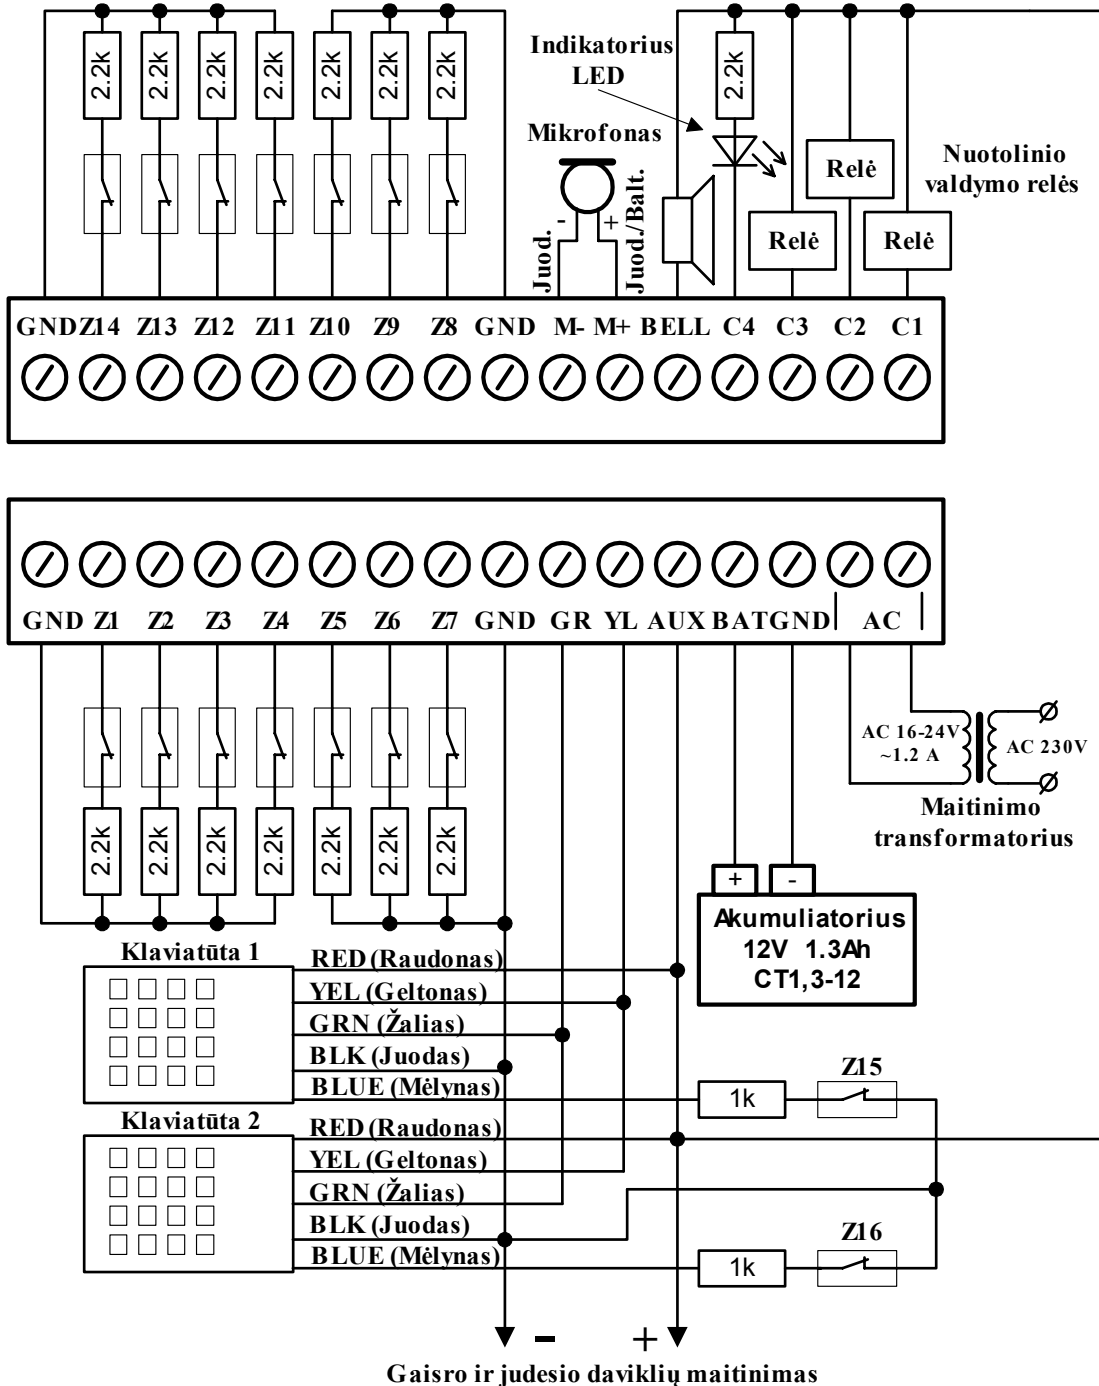 2.2k 2.2k 2.2k 2.2k 2.2k 2.2k 2.2k 2.2k
Indikatorius
LED
Mikrofonas
Juod.
-
+
Juod./Balt.
Relė
Relė
Relė
Nuotolinio
valdymo relės
GND Z14 Z13 Z12 Z11 Z10 Z9 Z8 GND M- M+ BELL C4 C3 C2 C1
GND Z1 Z2 Z3 Z4 Z5 Z6 Z7 GND GR YL AUX BAT GND AC
AC 16-24V
~1.2 A
AC 230V
Maitinimo
transformatorius
2.2k 2.2k 2.2k 2.2k 2.2k 2.2k 2.2k
+ -
Akumuliatorius
12V 1.3Ah
CT1,3-12
Klaviatūta 1
RED (Raudonas)
YEL (Geltonas)
GRN (Žalias)
BLK (Juodas)
BLUE (Mėlynas)
1k
Z15
Klaviatūta 2
RED (Raudonas)
YEL (Geltonas)
GRN (Žalias)
BLK (Juodas)
BLUE (Mėlynas)
1k
Z16
- +
Gaisro ir judesio daviklių maitinimas